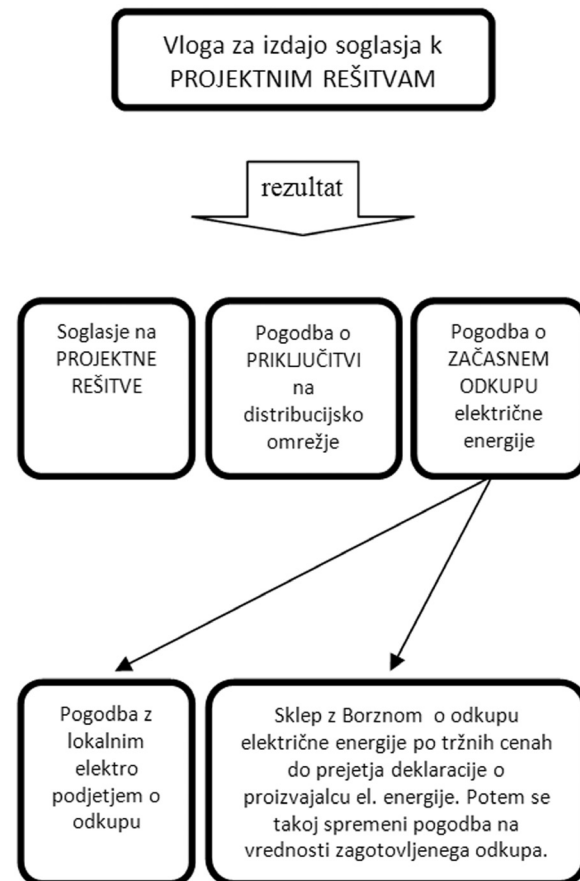 Vloga za izdajo soglasja k
PROJEKTNIM REŠITVAM
rezultat
Soglasje na
PROJEKTNE
REŠITVE
Pogodba o
PRIKLJUČITVI
na
distribucijsko
omrežje
Pogodba o
ZAČASNEM
ODKUPU
električne
energije
Pogodba z
lokalnim
elektro
podjetjem o
odkupu
Sklep z Borznom o odkupu
električne energije po tržnih cenah
do prejetja deklaracije o
proizvajalcu el. energije. Potem se
takoj spremeni pogodba na
vrednosti zagotovljenega odkupa.